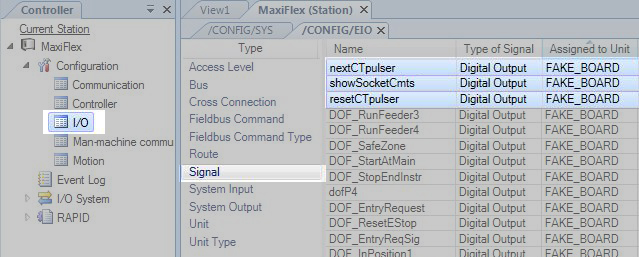 Controller
Current Station
MaxiFlex
Configuration
Communication
Controller
I/O
Man-machine commu
Motion
Event Log
I/O System
RAPID
View1 MaxiFlex (Station)
/CONFIG/SYS /CONFIG/EIO
Type
Access Level
Bus
Cross Connection
Fieldbus Command
Fieldbus Command Type
Route
Signal
System Input
System Output
Unit
Unit Type
Name Type of Signal Assigned to Unit
nextCTpulser Digital Output FAKE_BOARD
showSocketCmts Digital Output FAKE_BOARD
resetCTpulser Digital Output FAKE_BOARD
DOF_RunFeeder3 Digital Output FAKE_BOARD
DOF_RunFeeder4 Digital Output FAKE_BOARD
DOF_SafeZone Digital Output FAKE_BOARD
DOF_StartAtMain Digital Output FAKE_BOARD
DOF_StopEndInstr Digital Output FAKE_BOARD
dofP4 Digital Output FAKE_BOARD
DOF_EntryRequest Digital Output FAKE_BOARD
DOF_ResetEStop Digital Output FAKE_BOARD
DOF_EntryReqSig Digital Output FAKE_BOARD
DOF_InPosition1 Digital Output FAKE_BOARD